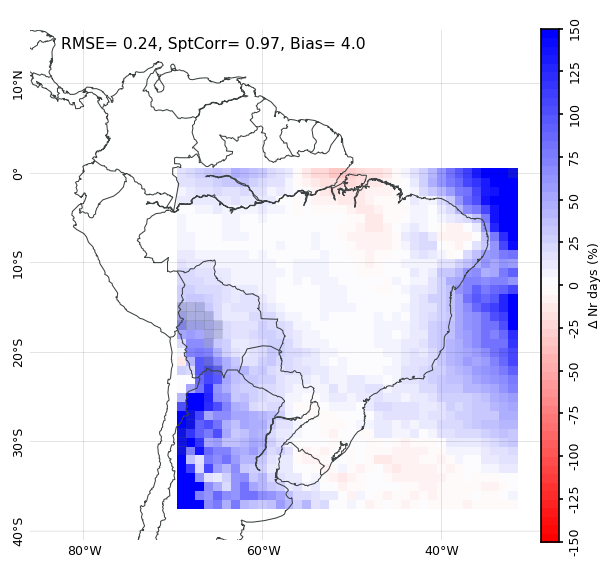 RMSE= 0.24, SptCorr= 0.97, Bias= 4.0
10°N
0°
10°S
20°S
30°S
40°S
80°W
60°W
40°W
150
125
100
75
50
25
0
-25
-50
-75
-100
-125
-150
Δ Nr days (%)